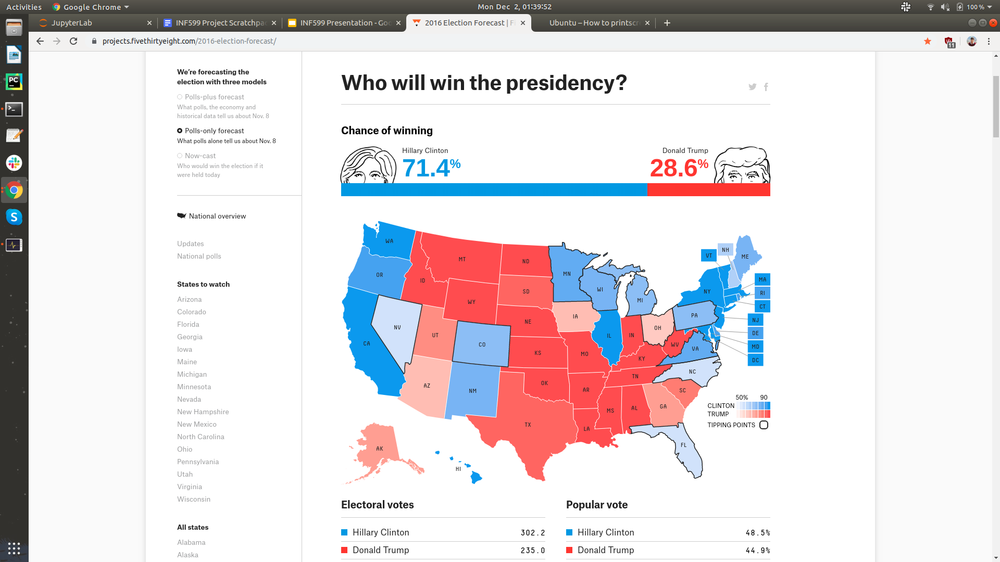 Activities
Google Chrome
Mon Dec 2, 01:39:52
100 %
JupyterLab
INF599 Project Scratchpa
INF599 Presentation - Goo
2016 Election Forecast | Fi
Ubuntu – How to printscr
projects.fivethirtyeight.com/2016-election-forecast/
11
PC
We're forecasting the
election with three models
Polls-plus forecast
What polls, the economy and
historical data tell us about Nov. 8
Polls-only forecast
What polls alone tell us about Nov. 8
Now-cast
Who would win the election if it
were held today
National overview
Updates
National polls
States to watch
Arizona
Colorado
Florida
Georgia
Iowa
Maine
Michigan
Minnesota
Nevada
New Hampshire
New Mexico
North Carolina
Ohio
Pennsylvania
Utah
Virginia
Wisconsin
All states
Alabama
Alaska
Who will win the presidency?
Chance of winning
Hillary Clinton
71.4%
Donald Trump
28.6%
WA
MT
ND
MN
VT
NH
ME
OR
ID
SD
WI
MI
NY
MA
RI
CT
WY
NE
IA
PA
NJ
NV
UT
CO
IL
IN
OH
DE
CA
KS
MO
KY
WV
VA
MD
DC
AZ
NM
OK
AR
TN
NC
SC
TX
LA
MS
AL
GA
FL
AK
HI
50% 90
CLINTON
TRUMP
TIPPING POINTS
Electoral votes
Hillary Clinton 302.2
Donald Trump 235.0
Popular vote
Hillary Clinton 48.5%
Donald Trump 44.9%